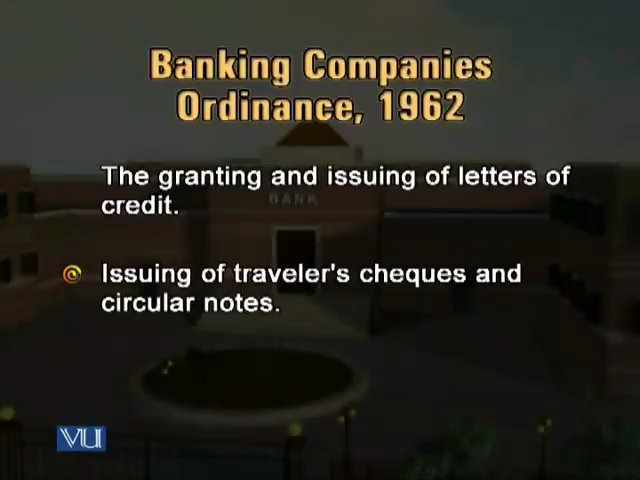 Banking Companies
Ordinance, 1962
The granting and issuing of letters of
credit.
BANK
Issuing of traveler's cheques and
circular notes.
VU